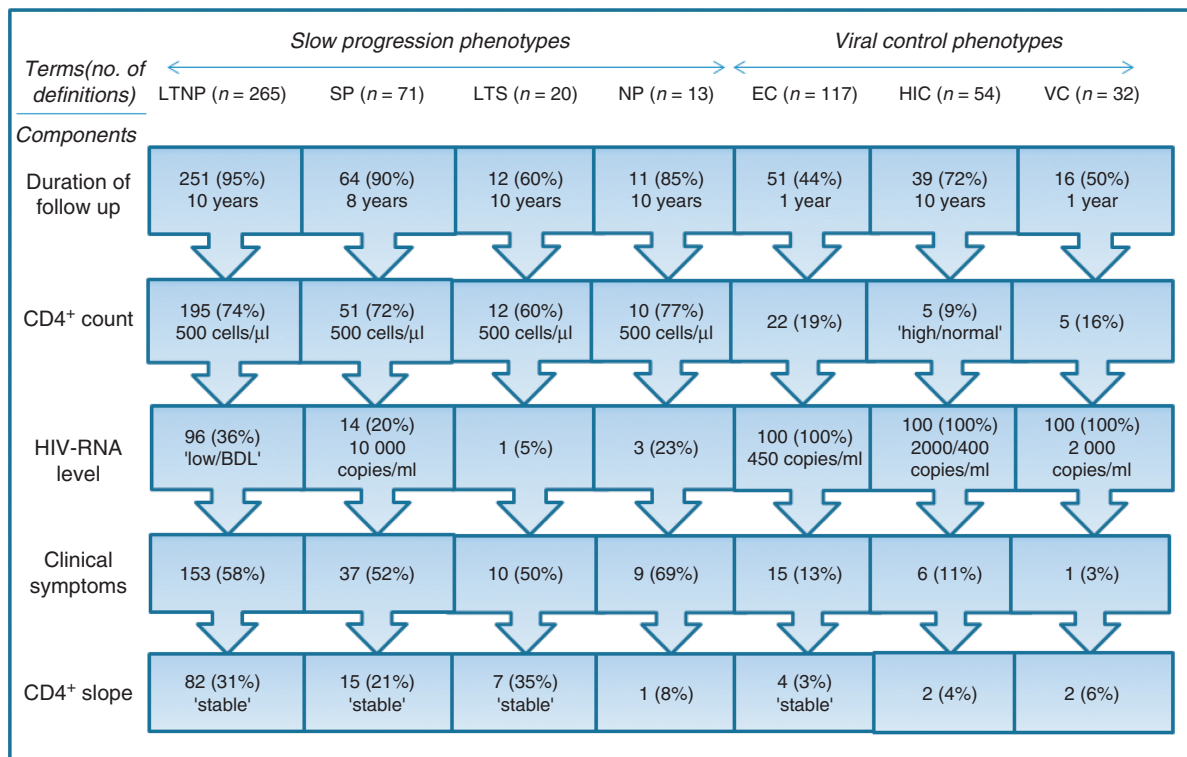 Slow progression phenotypes
Viral control phenotypes
Terms(no. of
definitions)
LTNP (n = 265)
SP (n = 71)
LTS (n = 20)
NP (n = 13)
EC (n = 117)
HIC (n = 54)
VC (n = 32)
Components
Duration of
follow up
251 (95%)
10 years
64 (90%)
8 years
12 (60%)
10 years
11 (85%)
10 years
51 (44%)
1 year
39 (72%)
10 years
16 (50%)
1 year
CD4⁺ count
195 (74%)
500 cells/µl
51 (72%)
500 cells/µl
12 (60%)
500 cells/µl
10 (77%)
500 cells/µl
22 (19%)
5 (9%)
'high/normal'
5 (16%)
HIV-RNA
level
96 (36%)
'low/BDL'
14 (20%)
10 000
copies/ml
1 (5%)
3 (23%)
100 (100%)
450 copies/ml
100 (100%)
2000/400
copies/ml
100 (100%)
2 000
copies/ml
Clinical
symptoms
153 (58%)
37 (52%)
10 (50%)
9 (69%)
15 (13%)
6 (11%)
1 (3%)
CD4⁺ slope
82 (31%)
'stable'
15 (21%)
'stable'
7 (35%)
'stable'
1 (8%)
4 (3%)
'stable'
2 (4%)
2 (6%)